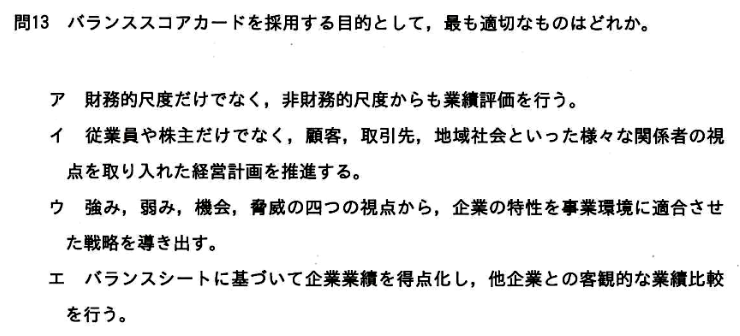 問13 バランススコアカードを採用する目的として，最も適切なものはどれか。
ア 財務的尺度だけでなく，非財務的尺度からも業績評価を行う。
イ 従業員や株主だけでなく，顧客，取引先，地域社会といった様々な関係者の視
点を取り入れた経営計画を推進する。
ウ 強み，弱み，機会，脅威の四つの視点から，企業の特性を事業環境に適合させ
た戦略を導き出す。
エ バランスシートに基づいて企業業績を得点化し，他企業との客観的な業績比較
を行う。